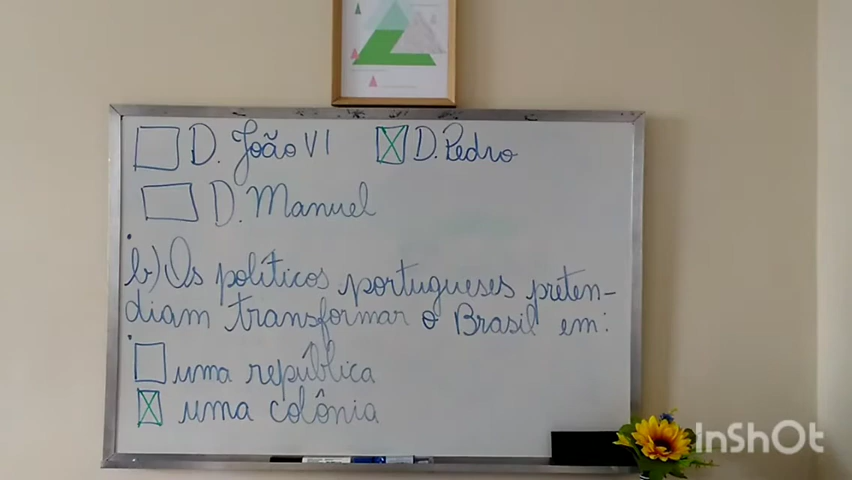 D. João VI D. Pedro
D. Manuel
b) Os políticos portugueses preten-
diam transformar o Brasil em:
uma república
uma colônia
InShOt